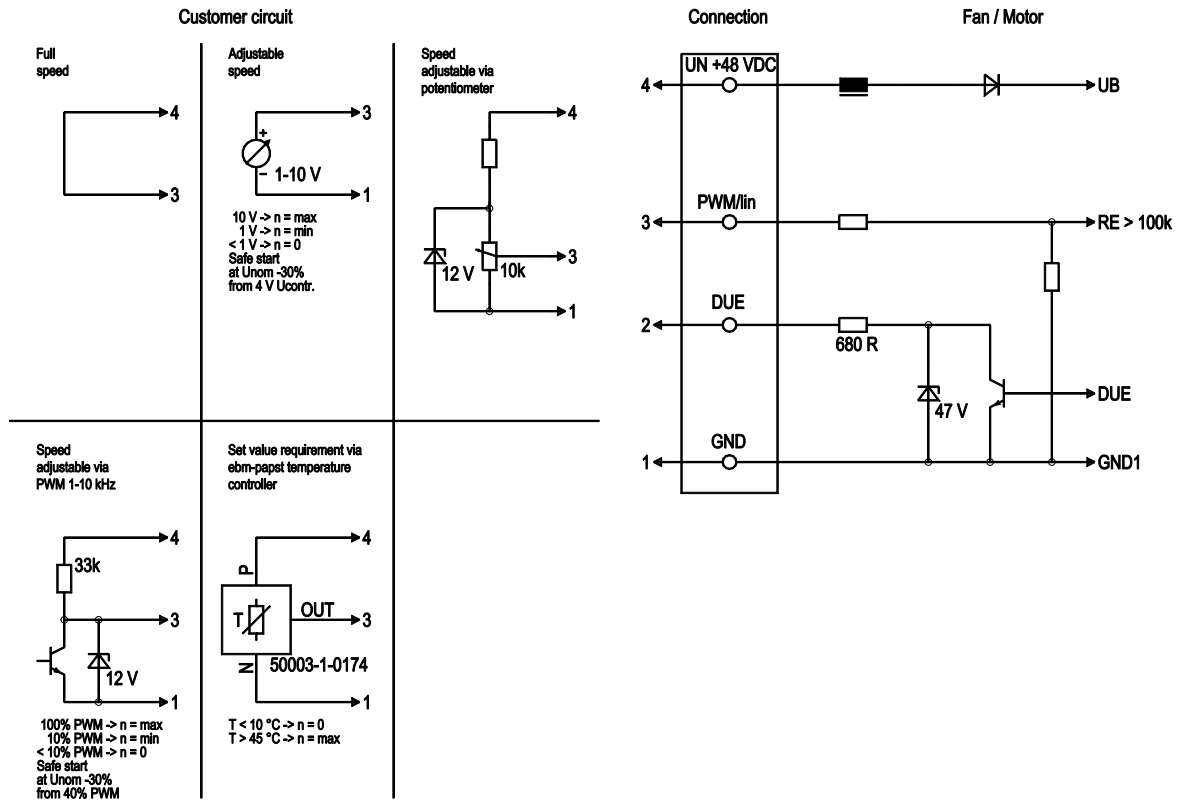 Customer circuit
Connection
Fan / Motor
Full
speed
4
3
Adjustable
speed
3
+
–
1-10 V
1
10 V -> n = max
1 V -> n = min
< 1 V -> n = 0
Safe start
at Unom -30%
from 4 V Ucontr.
Speed
adjustable via
potentiometer
4
12 V
10k
3
1
Speed
adjustable via
PWM 1-10 kHz
4
33k
3
12 V
1
100% PWM -> n = max
10% PWM -> n = min
< 10% PWM -> n = 0
Safe start
at Unom -30%
from 40% PWM
Set value requirement via
ebm-papst temperature
controller
4
P
T
OUT
3
N
50003-1-0174
1
T < 10 °C -> n = 0
T > 45 °C -> n = max
UN +48 VDC
4
UB
PWM/lin
3
RE > 100k
DUE
2
680 R
47 V
DUE
GND
1
GND1